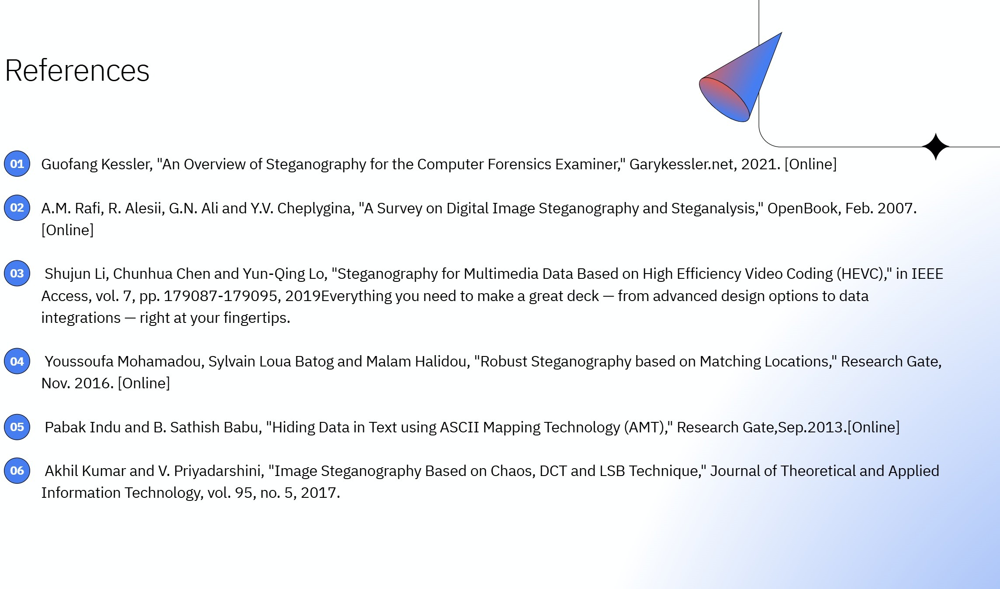 References
01 Guofang Kessler, "An Overview of Steganography for the Computer Forensics Examiner," Garykessler.net, 2021. [Online]
02 A.M. Rafi, R. Alesii, G.N. Ali and Y.V. Cheplygina, "A Survey on Digital Image Steganography and Steganalysis," OpenBook, Feb. 2007.
[Online]
03 Shujun Li, Chunhua Chen and Yun-Qing Lo, "Steganography for Multimedia Data Based on High Efficiency Video Coding (HEVC)," in IEEE
Access, vol. 7, pp. 179087-179095, 2019Everything you need to make a great deck — from advanced design options to data
integrations — right at your fingertips.
04 Youssoufa Mohamadou, Sylvain Loua Batog and Malam Halidou, "Robust Steganography based on Matching Locations," Research Gate,
Nov. 2016. [Online]
05 Pabak Indu and B. Sathish Babu, "Hiding Data in Text using ASCII Mapping Technology (AMT)," Research Gate,Sep.2013.[Online]
06 Akhil Kumar and V. Priyadarshini, "Image Steganography Based on Chaos, DCT and LSB Technique," Journal of Theoretical and Applied
Information Technology, vol. 95, no. 5, 2017.